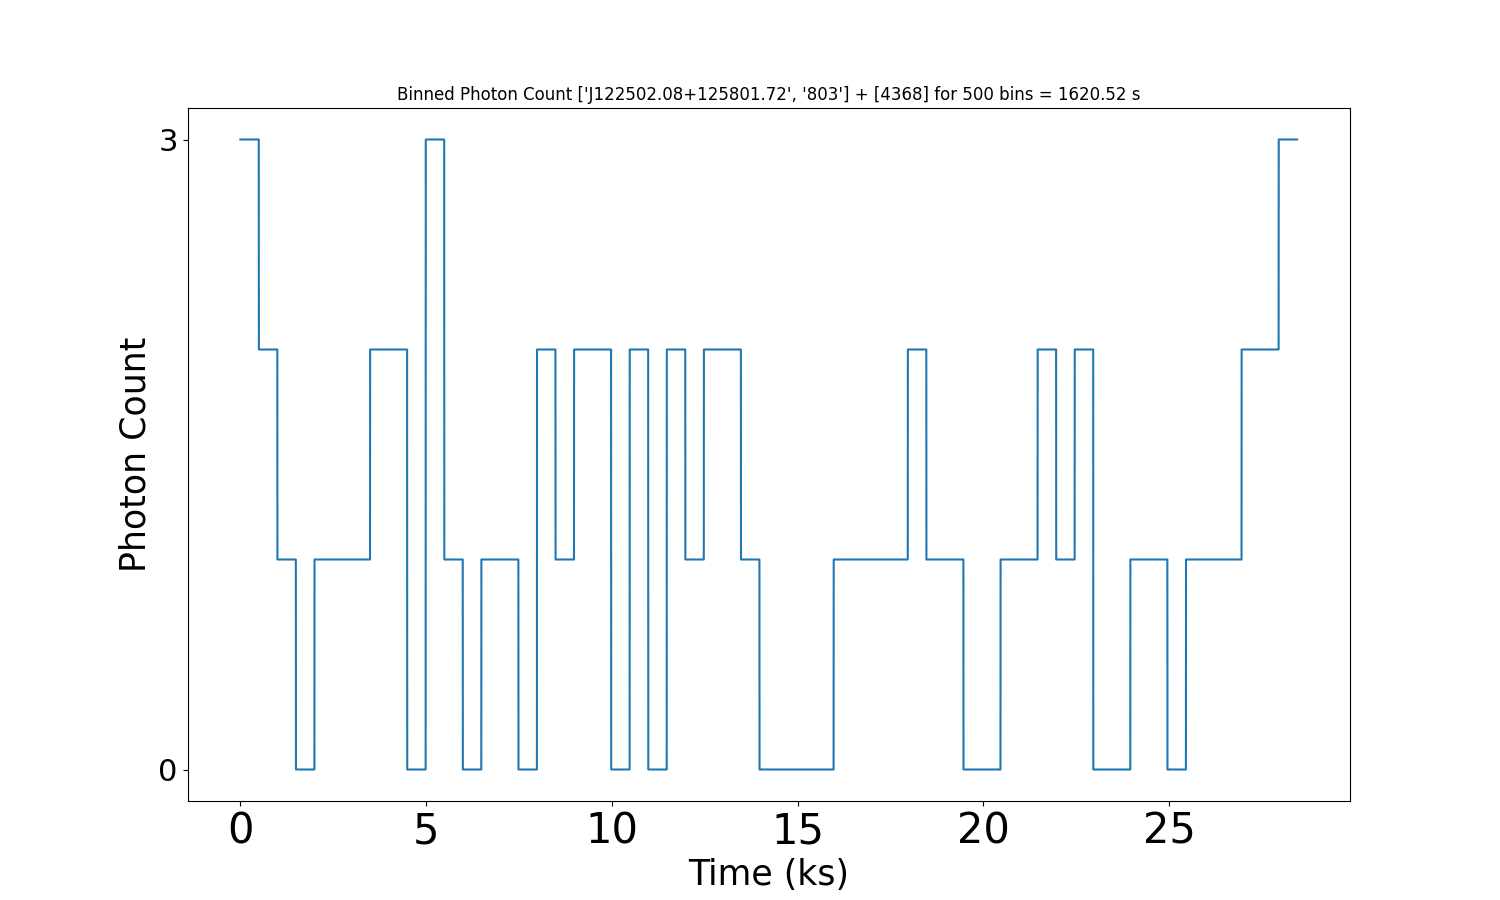 Binned Photon Count ['J122502.08+125801.72', '803'] + [4368] for 500 bins = 1620.52 s
3
Photon Count
0
0 5 10 15 20 25
Time (ks)